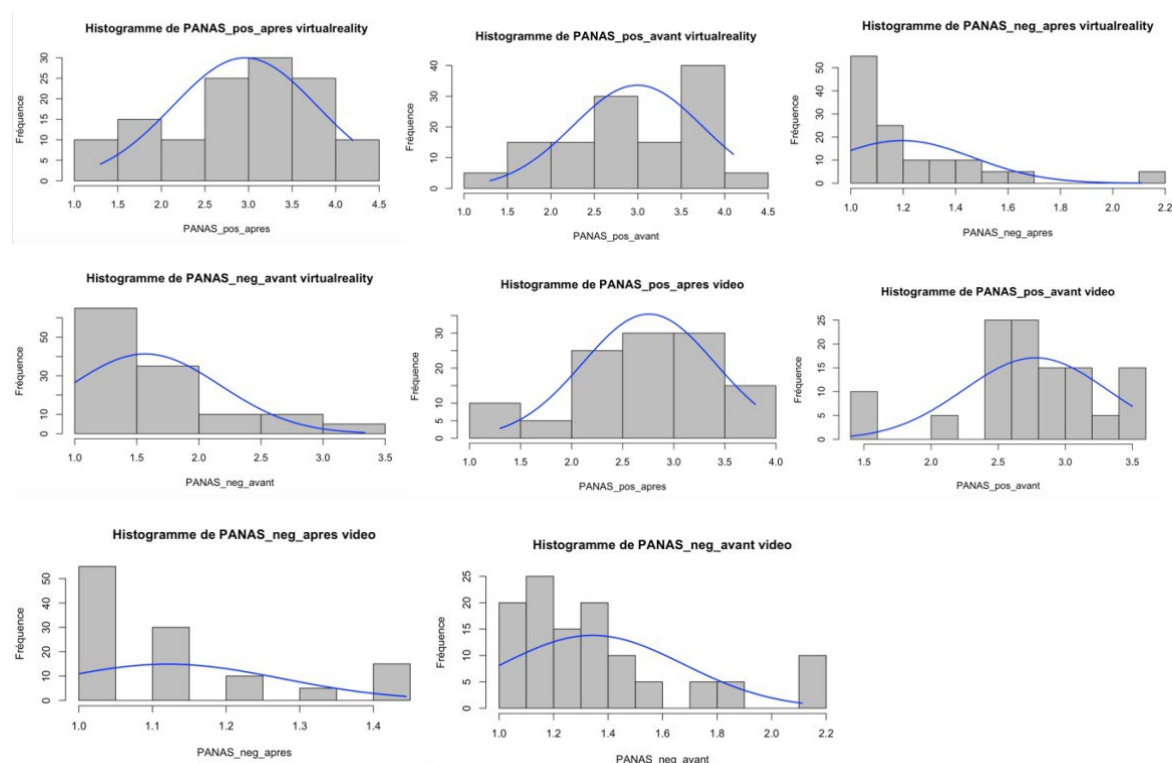 Histogramme de PANAS_pos_apres virtualreality
Fréquence
0 5 10 15 20 25 30
1.0 1.5 2.0 2.5 3.0 3.5 4.0 4.5
PANAS_pos_apres
Histogramme de PANAS_pos_avant virtualreality
Fréquence
0 10 20 30 40
1.0 1.5 2.0 2.5 3.0 3.5 4.0 4.5
PANAS_pos_avant
Histogramme de PANAS_neg_apres virtualreality
Fréquence
0 10 20 30 40 50
1.0 1.2 1.4 1.6 1.8 2.0 2.2
PANAS_neg_apres
Histogramme de PANAS_neg_avant virtualreality
Fréquence
0 10 30 50
1.0 1.5 2.0 2.5 3.0 3.5
PANAS_neg_avant
Histogramme de PANAS_pos_apres video
Fréquence
0 5 10 20 30
1.0 1.5 2.0 2.5 3.0 3.5 4.0
PANAS_pos_apres
Histogramme de PANAS_pos_avant video
Fréquence
0 5 10 15 20 25
1.5 2.0 2.5 3.0 3.5
PANAS_pos_avant
Histogramme de PANAS_neg_apres video
Fréquence
0 10 20 30 40 50
1.0 1.1 1.2 1.3 1.4
PANAS_neg_apres
Histogramme de PANAS_neg_avant video
Fréquence
0 5 10 15 20 25
1.0 1.2 1.4 1.6 1.8 2.0 2.2
PANAS_neg_avant